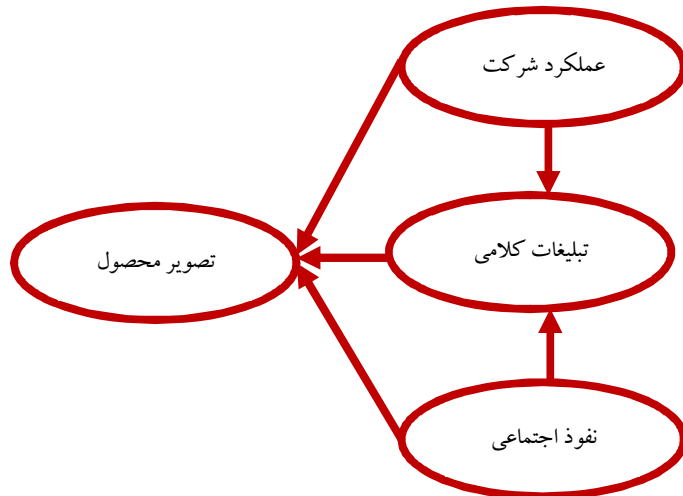 عملکرد شرکت
تبلیغات کلامی
تصویر محصول
نفوذ اجتماعی